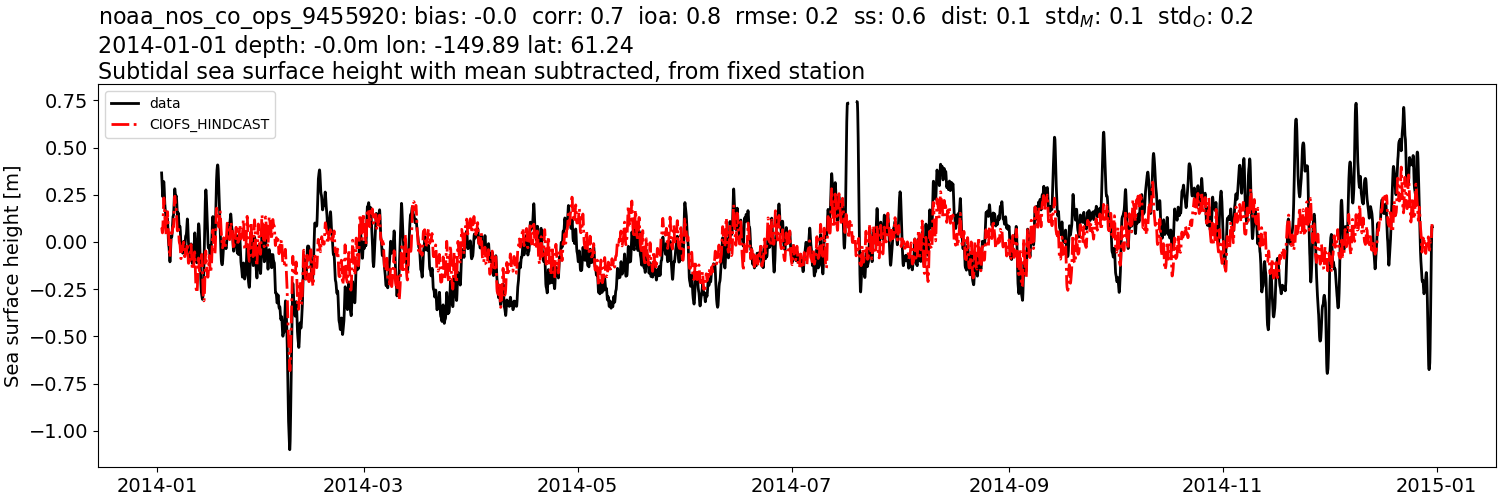 noaa_nos_co_ops_9455920: bias: -0.0 corr: 0.7 ioa: 0.8 rmse: 0.2 ss: 0.6 dist: 0.1 std_M: 0.1 std_O: 0.2
2014-01-01 depth: -0.0m lon: -149.89 lat: 61.24
Subtidal sea surface height with mean subtracted, from fixed station
data
CIOFS_HINDCAST
Sea surface height [m]
0.75
0.50
0.25
0.00
−0.25
−0.50
−0.75
−1.00
2014-01 2014-03 2014-05 2014-07 2014-09 2014-11 2015-01